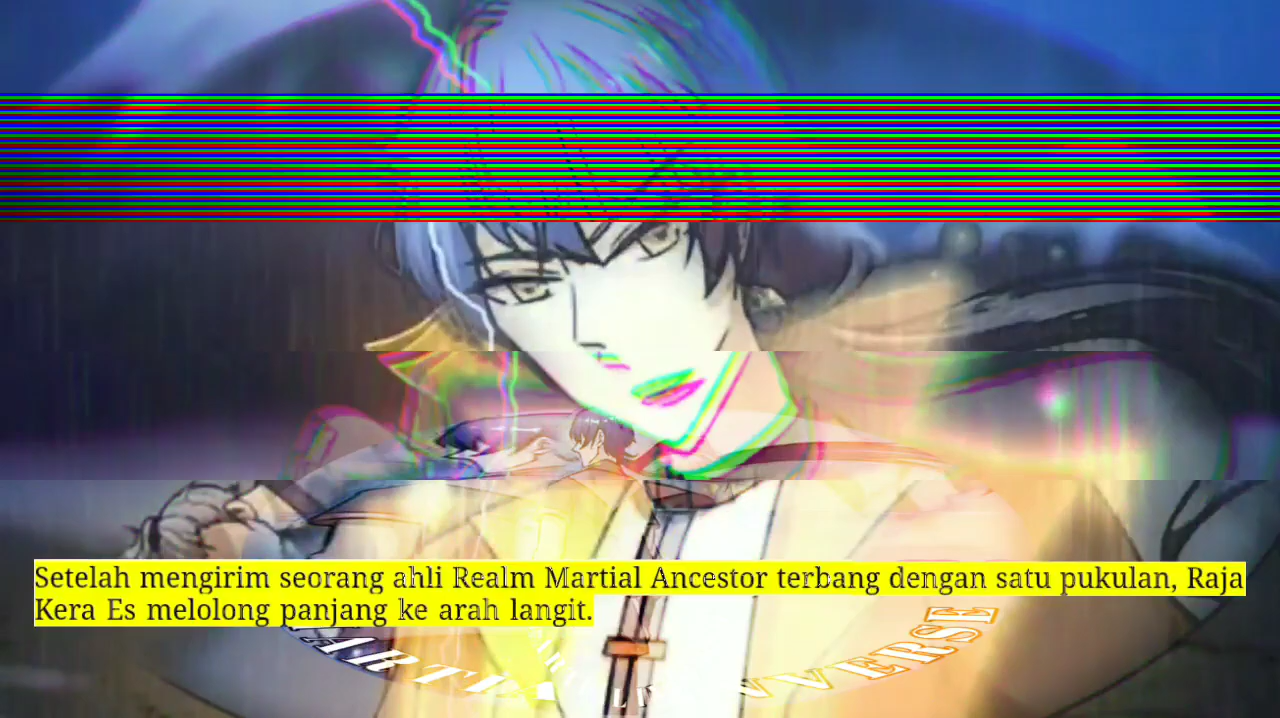 Setelah mengirim seorang ahli Realm Martial Ancestor terbang dengan satu pukulan, Raja
Kera Es melolong panjang ke arah langit.